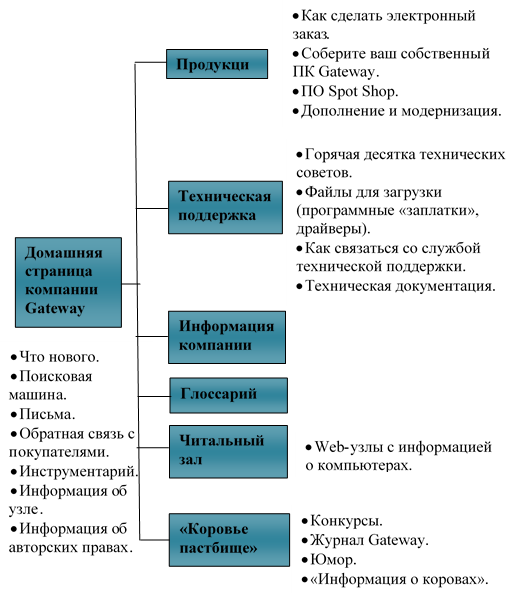 Продукци
• Как сделать электронный
заказ.
• Соберите ваш собственный
ПК Gateway.
• ПО Spot Shop.
• Дополнение и модернизация.
Техническая
поддержка
• Горячая десятка технических
советов.
• Файлы для загрузки
(программные «заплатки»,
драйверы).
• Как связаться со службой
технической поддержки.
• Техническая документация.
Домашняя
страница
компании
Gateway
• Что нового.
• Поисковая
машина.
• Письма.
• Обратная связь с
покупателями.
• Инструментарий.
• Информация об
узле.
• Информация об
авторских правах.
Информация
компании
Глоссарий
Читальный
зал
• Web-узлы с информацией
о компьютерах.
«Коровье
пастбище»
• Конкурсы.
• Журнал Gateway.
• Юмор.
• «Информация о коровах».